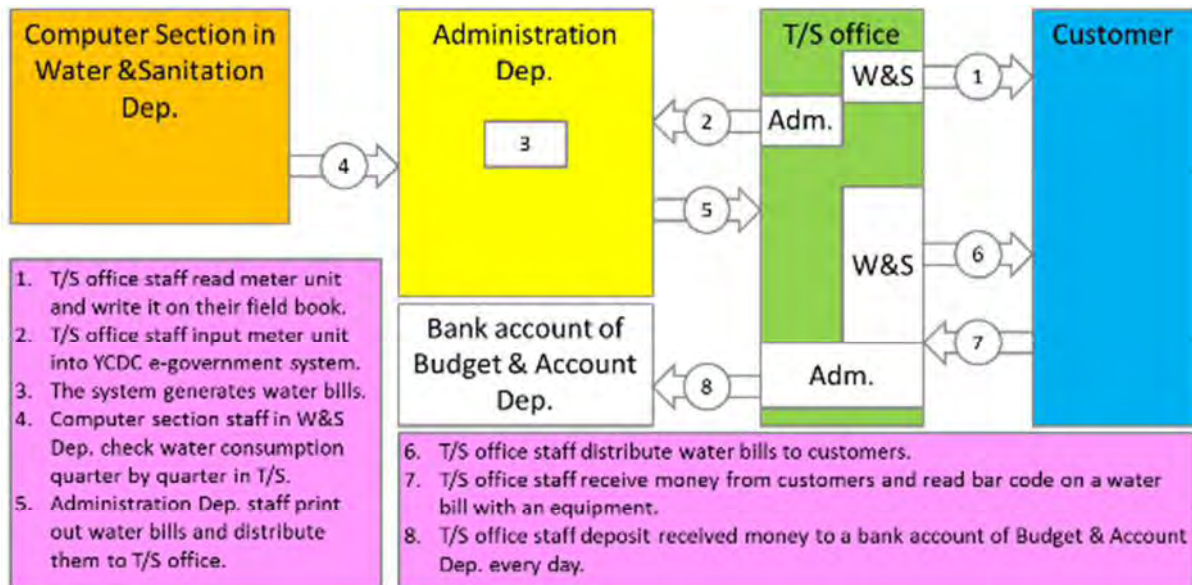 Computer Section in
Water &Sanitation
Dep.
Administration
Dep.
T/S office
Customer
W&S
1
2
Adm.
3
4
5
W&S
6
7
Bank account of
Budget & Account
Dep.
8
Adm.
1. T/S office staff read meter unit
and write it on their field book.
2. T/S office staff input meter unit
into YCDC e-government system.
3. The system generates water bills.
4. Computer section staff in W&S
Dep. check water consumption
quarter by quarter in T/S.
5. Administration Dep. staff print
out water bills and distribute
them to T/S office.
6. T/S office staff distribute water bills to customers.
7. T/S office staff receive money from customers and read bar code on a water
bill with an equipment.
8. T/S office staff deposit received money to a bank account of Budget & Account
Dep. every day.